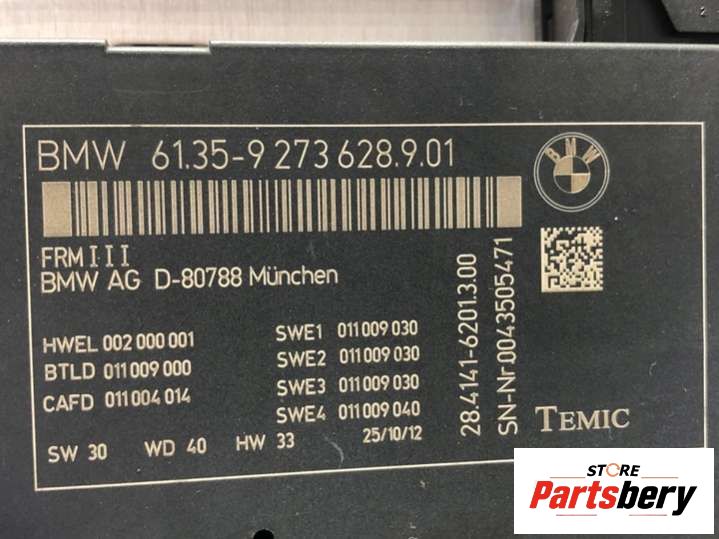 BMW 61.35-9 273 628.9.01
BMW
FRM I I I
BMW AG D-80788 München
HWEL 002 000 001
BTLD 011 009 000
CAFD 011 004 014
SWE1 011 009 030
SWE2 011 009 030
SWE3 011 009 030
SWE4 011 009 040
SW 30 WD 40 HW 33 25/10/12
28.4141-6201.3.00
SN-Nr.0043505471
TEMIC
STORE
Partsbery